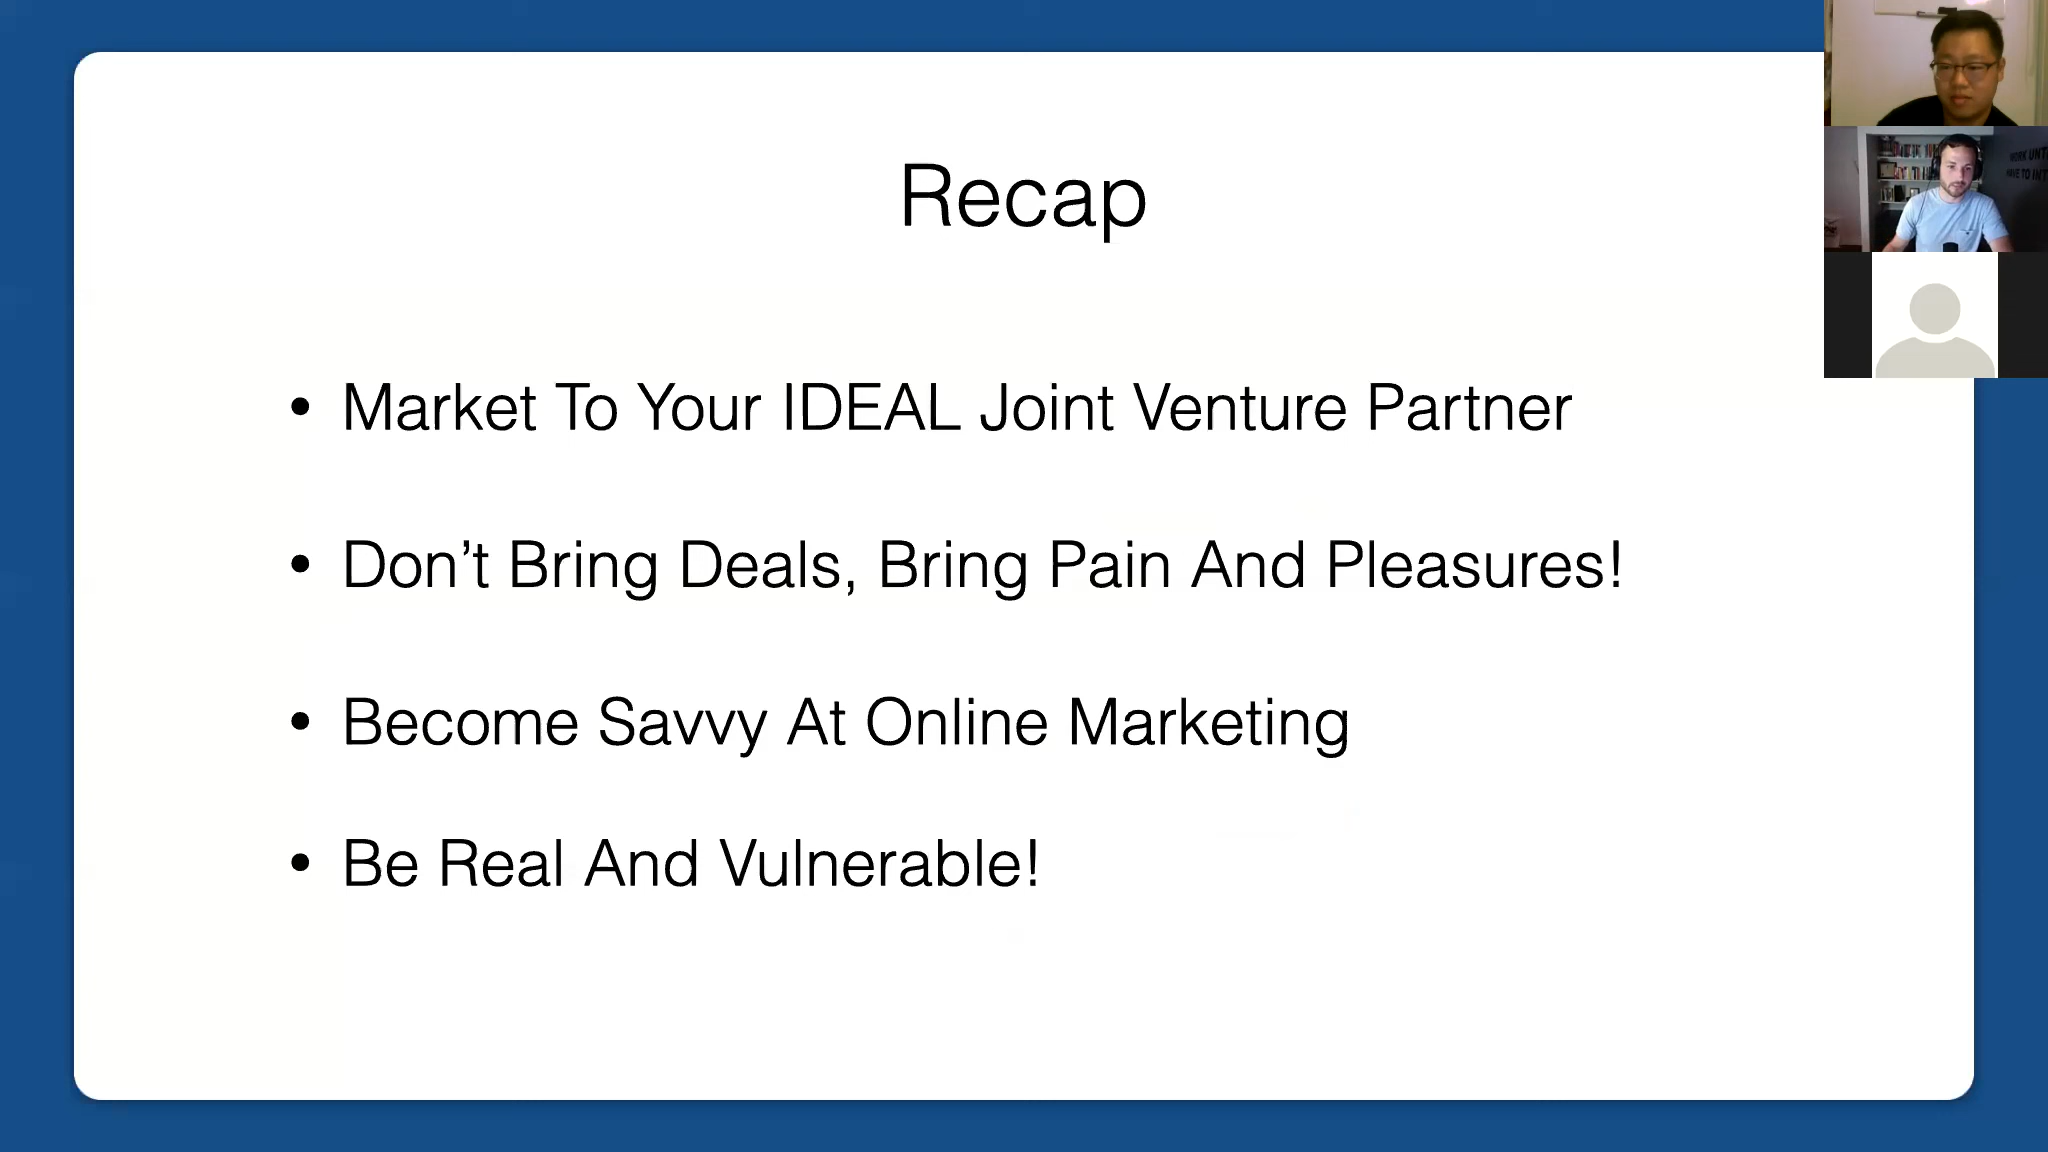 Recap
• Market To Your IDEAL Joint Venture Partner
• Don’t Bring Deals, Bring Pain And Pleasures!
• Become Savvy At Online Marketing
• Be Real And Vulnerable!